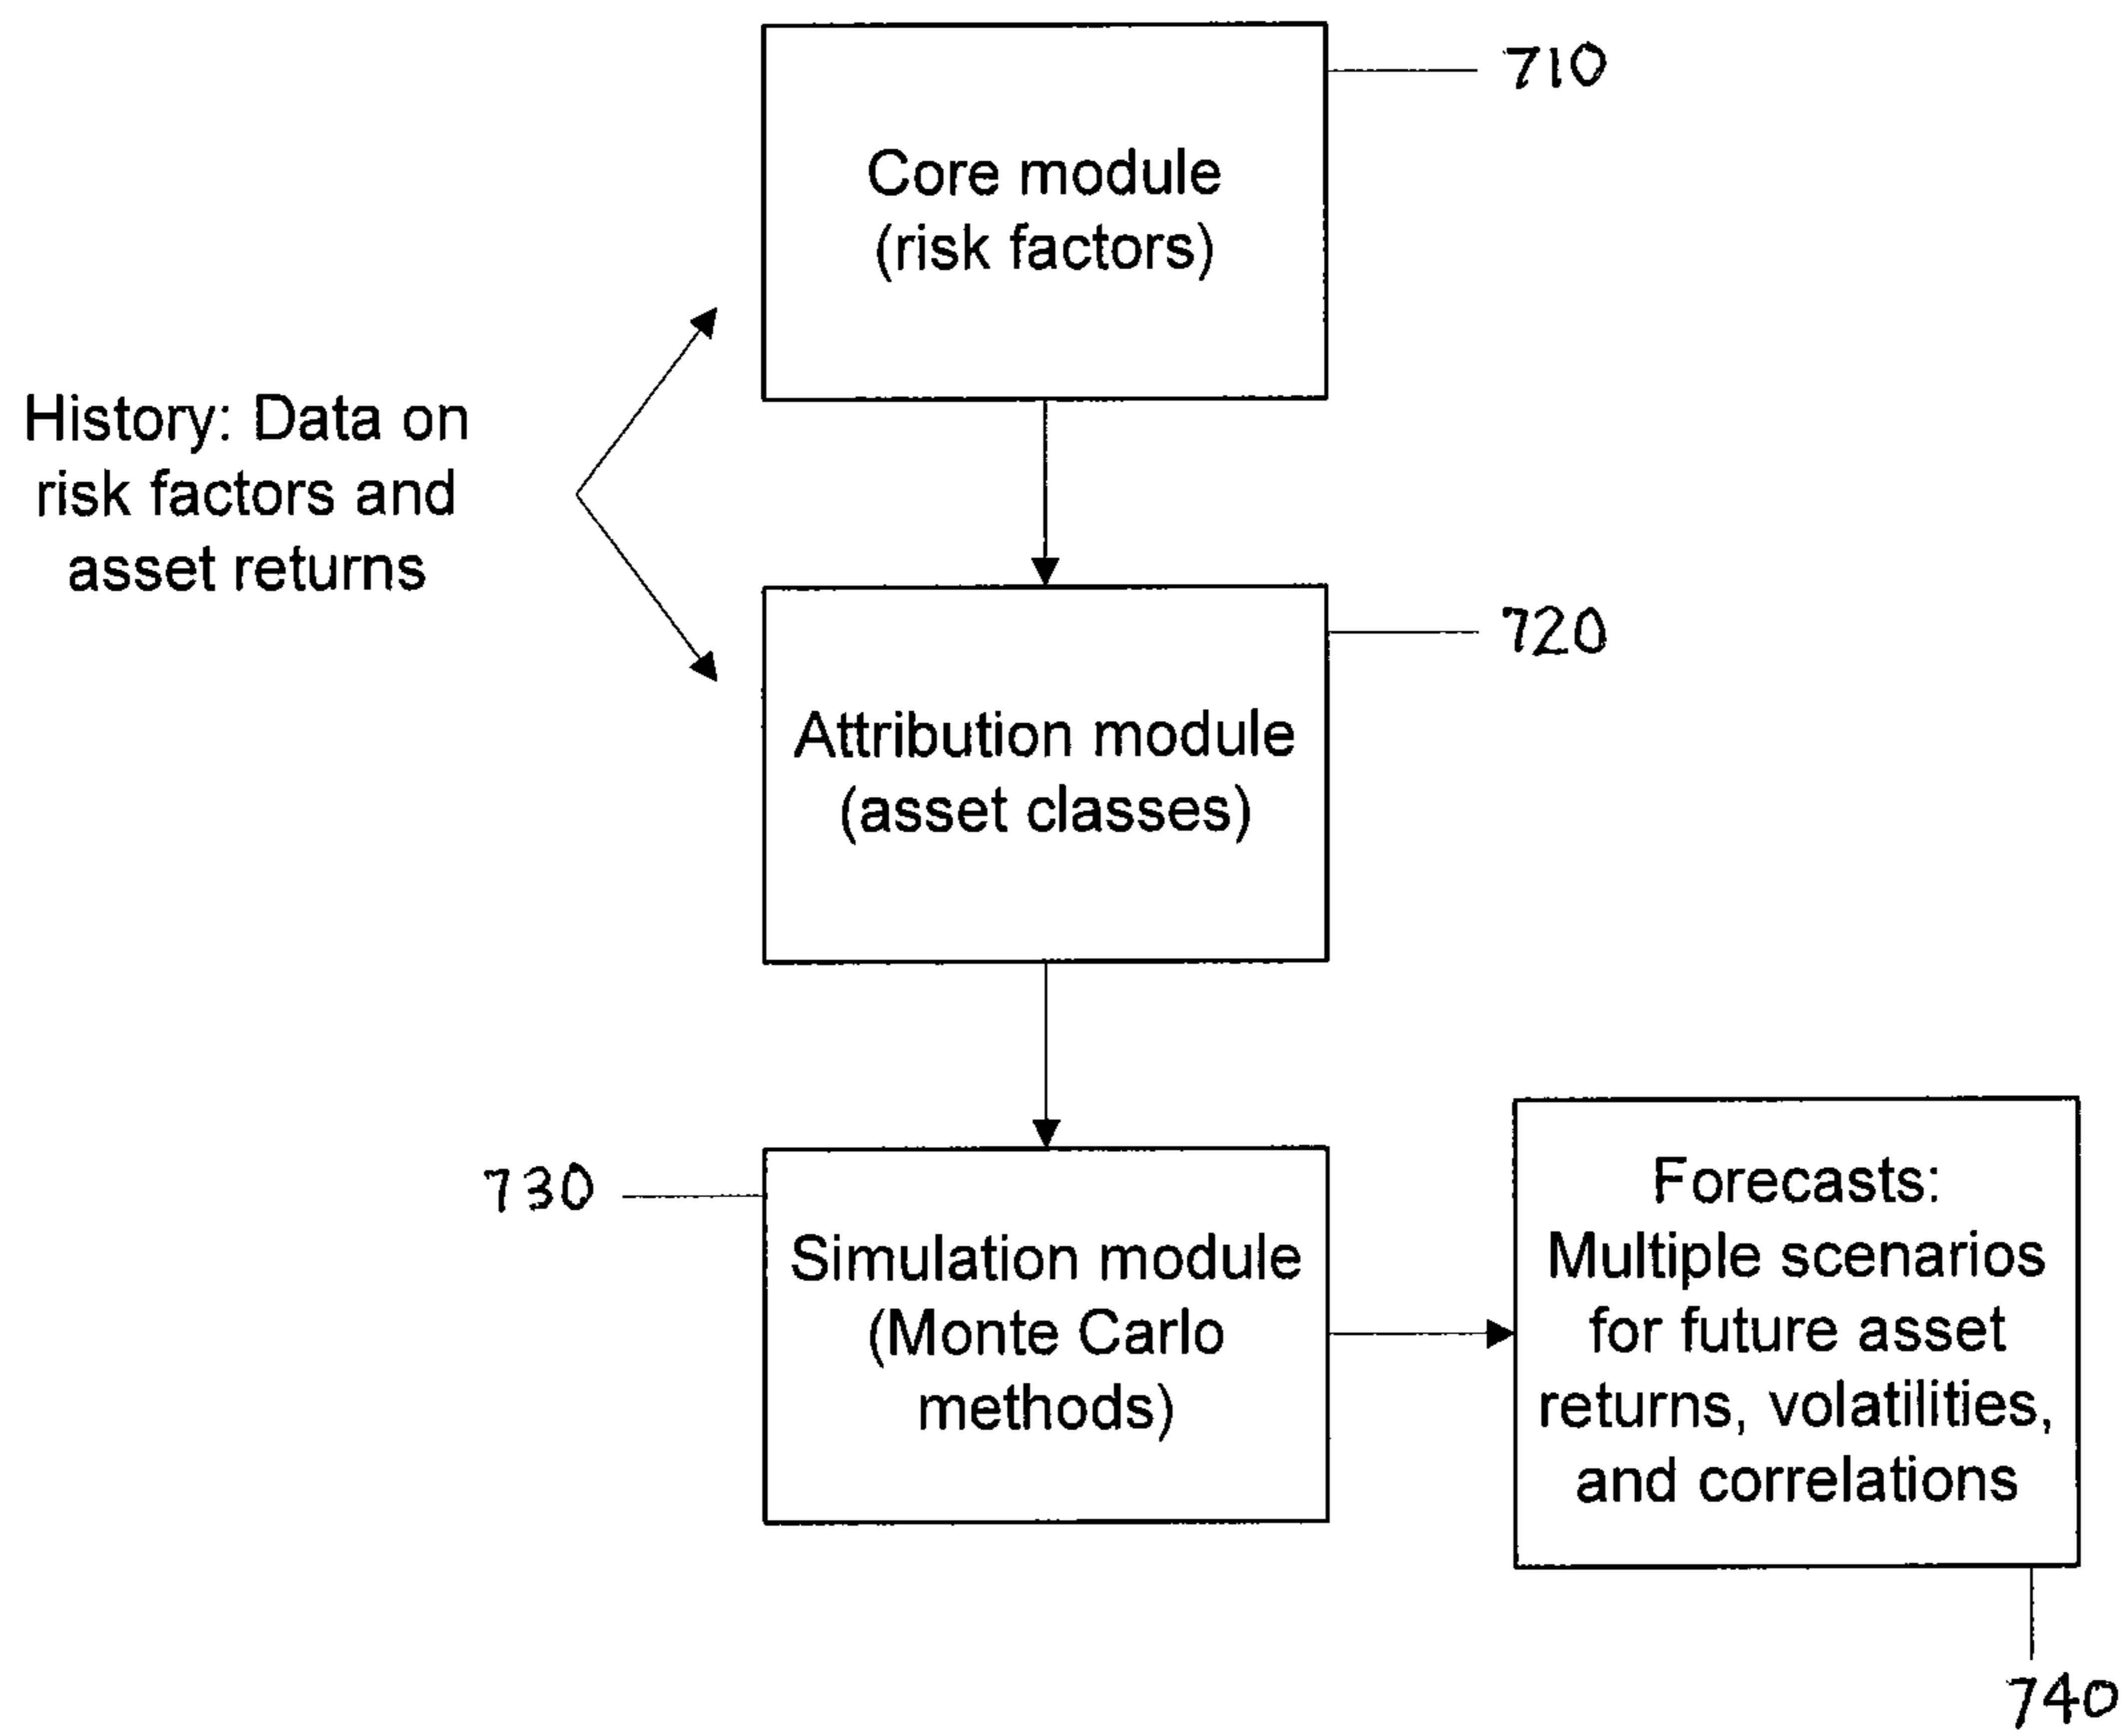 710
Core module
(risk factors)
History: Data on
risk factors and
asset returns
720
Attribution module
(asset classes)
730
Simulation module
(Monte Carlo
methods)
Forecasts:
Multiple scenarios
for future asset
returns, volatilities,
and correlations
740